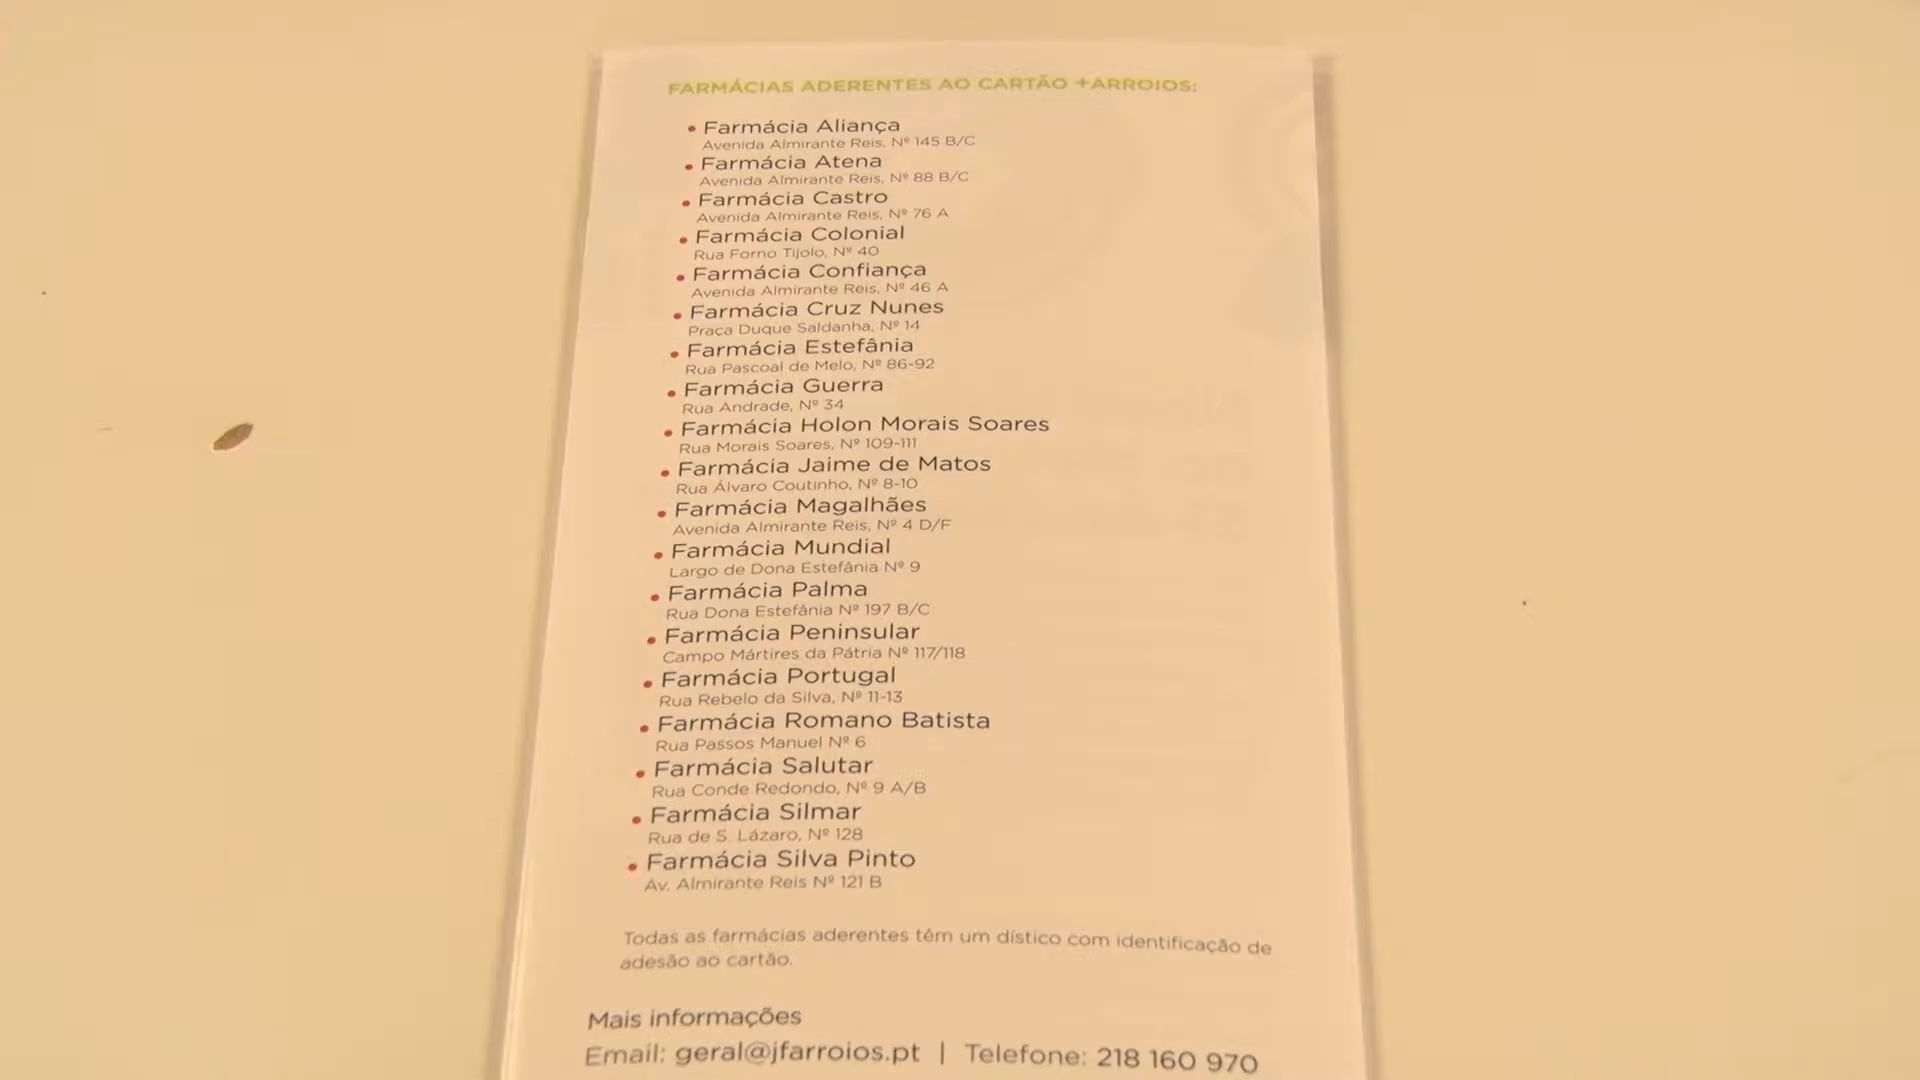 FARMÁCIAS ADERENTES AO CARTÃO +ARROIOS:
• Farmácia Aliança
Avenida Almirante Reis, Nº 145 B/C
• Farmácia Atena
Avenida Almirante Reis, Nº 88 B/C
• Farmácia Castro
Avenida Almirante Reis, Nº 76 A
• Farmácia Colonial
Rua Forno Tijolo, Nº 40
• Farmácia Confiança
Avenida Almirante Reis, Nº 46 A
• Farmácia Cruz Nunes
Praça Duque Saldanha, Nº 14
• Farmácia Estefânia
Rua Pascoal de Melo, Nº 86-92
• Farmácia Guerra
Rua Andrade, Nº 34
• Farmácia Holon Morais Soares
Rua Morais Soares, Nº 109-111
• Farmácia Jaime de Matos
Rua Álvaro Coutinho, Nº 8-10
• Farmácia Magalhães
Avenida Almirante Reis, Nº 4 D/F
• Farmácia Mundial
Largo de Dona Estefânia Nº 9
• Farmácia Palma
Rua Dona Estefânia Nº 197 B/C
• Farmácia Peninsular
Campo Mártires da Pátria Nº 117/118
• Farmácia Portugal
Rua Rebelo da Silva, Nº 11-13
• Farmácia Romano Batista
Rua Passos Manuel Nº 6
• Farmácia Salutar
Rua Conde Redondo, Nº 9 A/B
• Farmácia Silmar
Rua de S. Lázaro, Nº 128
• Farmácia Silva Pinto
Av. Almirante Reis Nº 121 B
Todas as farmácias aderentes têm um dístico com identificação de
adesão ao cartão.
Mais informações
Email: geral@jfarroios.pt | Telefone: 218 160 970